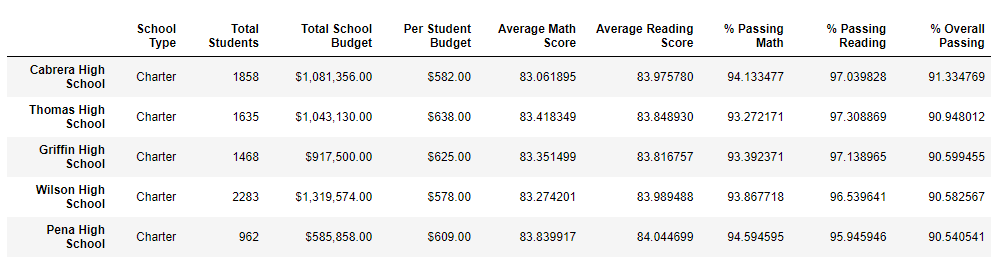 School Type Total Students Total School Budget Per Student Budget Average Math Score Average Reading Score % Passing Math % Passing Reading % Overall Passing
Cabrera High School Charter 1858 $1,081,356.00 $582.00 83.061895 83.975780 94.133477 97.039828 91.334769
Thomas High School Charter 1635 $1,043,130.00 $638.00 83.418349 83.848930 93.272171 97.308869 90.948012
Griffin High School Charter 1468 $917,500.00 $625.00 83.351499 83.816757 93.392371 97.138965 90.599455
Wilson High School Charter 2283 $1,319,574.00 $578.00 83.274201 83.989488 93.867718 96.539641 90.582567
Pena High School Charter 962 $585,858.00 $609.00 83.839917 84.044699 94.594595 95.945946 90.540541